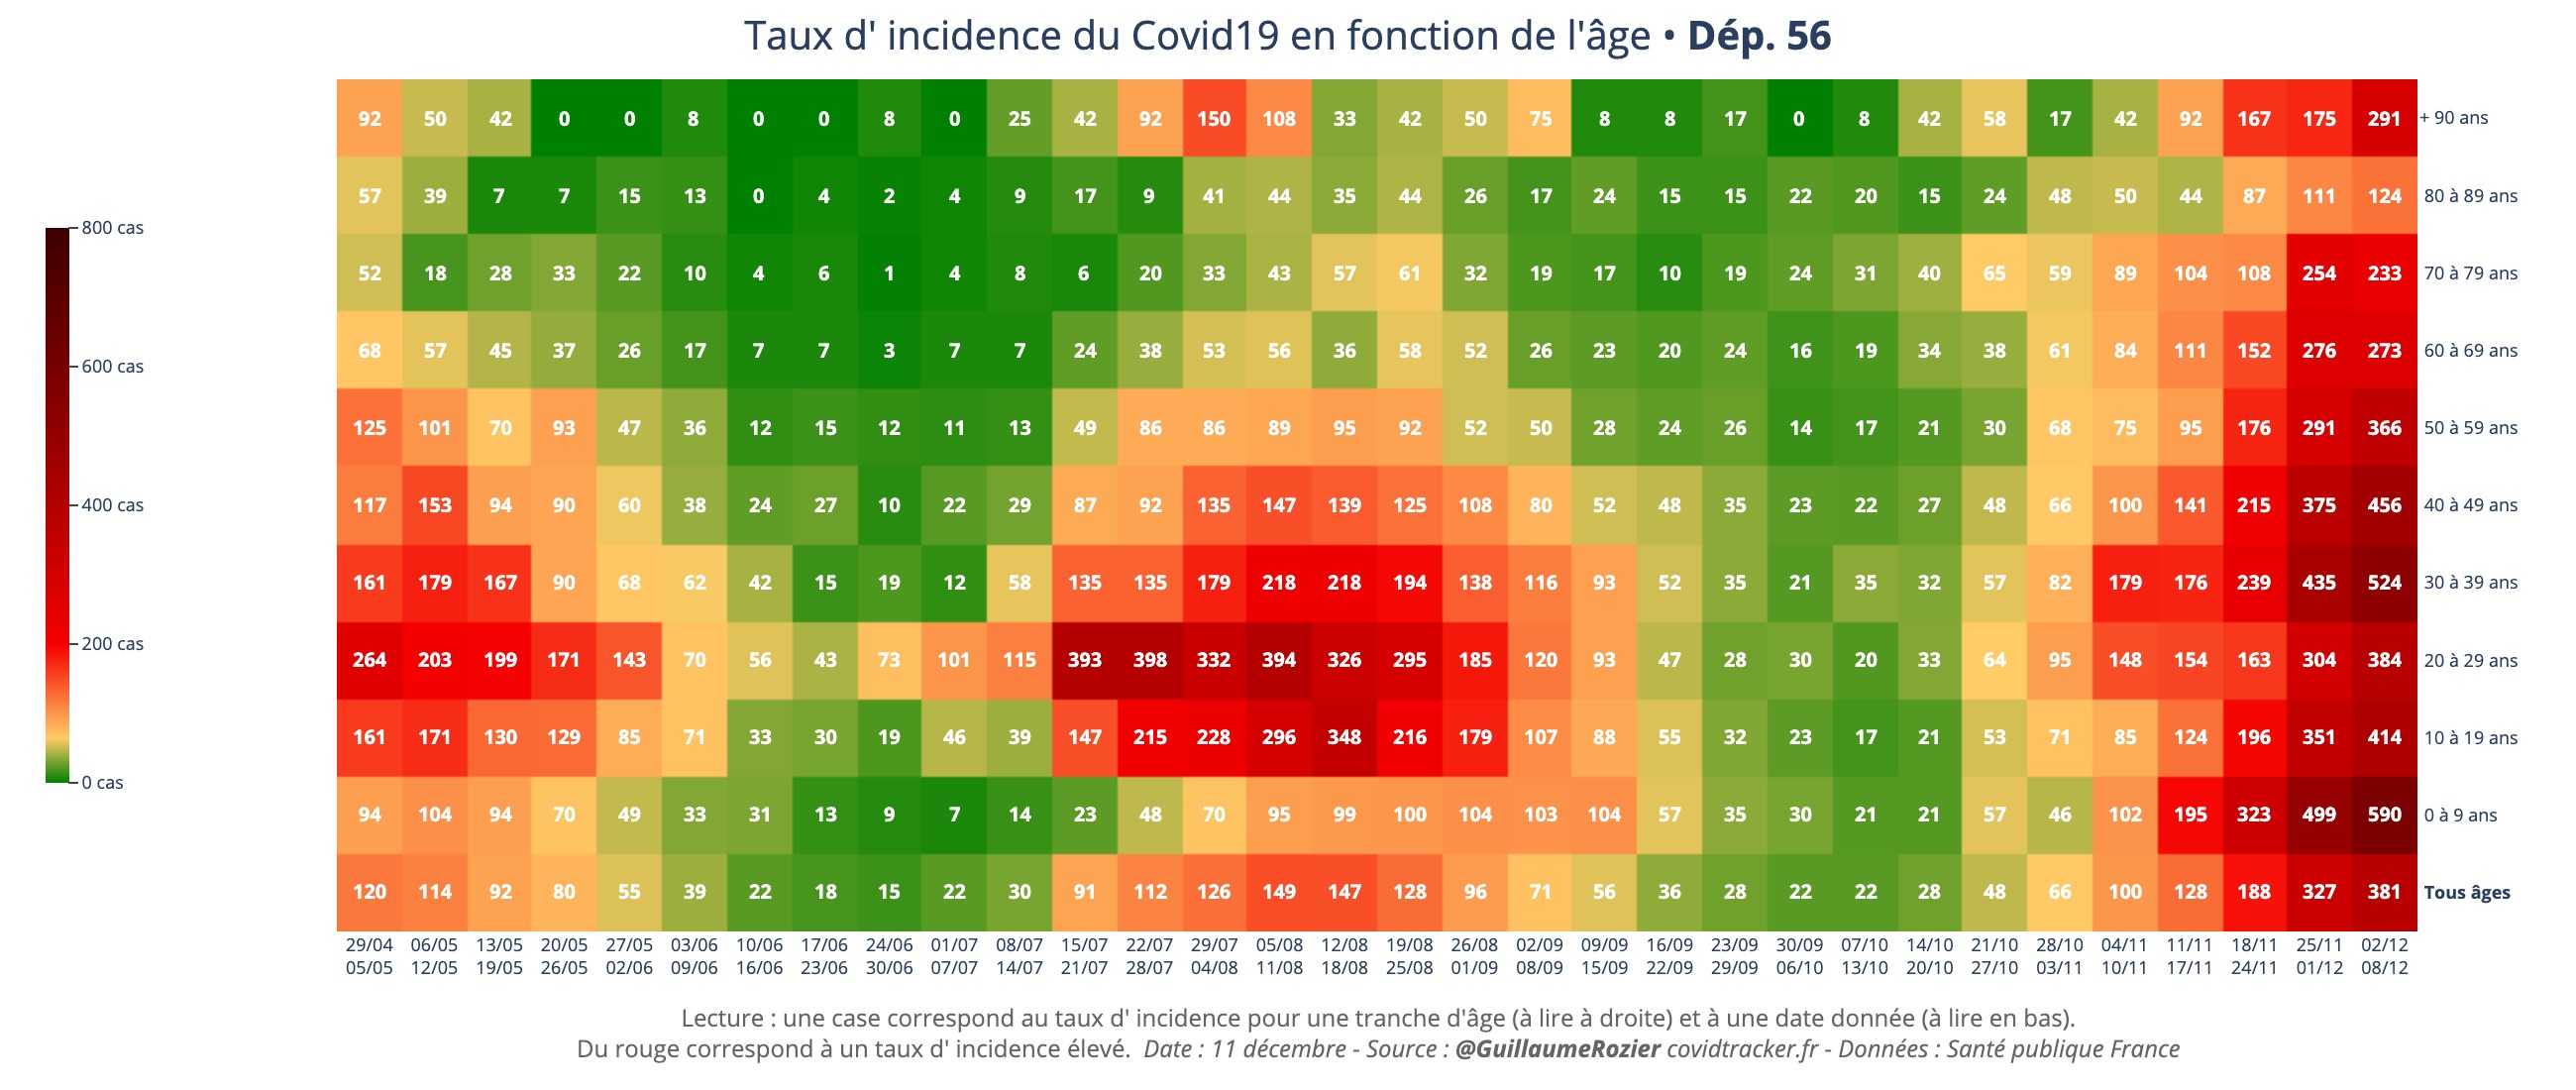 Taux d' incidence du Covid19 en fonction de l'âge • Dép. 56
92 50 42 0 0 8 0 0 8 0 25 42 92 150 108 33 42 50 75 8 8 17 0 8 42 58 17 42 92 167 175 291 + 90 ans
57 39 7 7 15 13 0 4 2 4 9 17 9 41 44 35 44 26 17 24 15 15 22 20 15 24 48 50 44 87 111 124 80 à 89 ans
52 18 28 33 22 10 4 6 1 4 8 6 20 33 43 57 61 32 19 17 10 19 24 31 40 65 59 89 104 108 254 233 70 à 79 ans
68 57 45 37 26 17 7 7 3 7 7 24 38 53 56 36 58 52 26 23 20 24 16 19 34 38 61 84 111 152 276 273 60 à 69 ans
125 101 70 93 47 36 12 15 12 11 13 49 86 86 89 95 92 52 50 28 24 26 14 17 21 30 68 75 95 176 291 366 50 à 59 ans
117 153 94 90 60 38 24 27 10 22 29 87 92 135 147 139 125 108 80 52 48 35 23 22 27 48 66 100 141 215 375 456 40 à 49 ans
161 179 167 90 68 62 42 15 19 12 58 135 135 179 218 218 194 138 116 93 52 35 21 35 32 57 82 179 176 239 435 524 30 à 39 ans
264 203 199 171 143 70 56 43 73 101 115 393 398 332 394 326 295 185 120 93 47 28 30 20 33 64 95 148 154 163 304 384 20 à 29 ans
161 171 130 129 85 71 33 30 19 46 39 147 215 228 296 348 216 179 107 88 55 32 23 17 21 53 71 85 124 196 351 414 10 à 19 ans
94 104 94 70 49 33 31 13 9 7 14 23 48 70 95 99 100 104 103 104 57 35 30 21 21 57 46 102 195 323 499 590 0 à 9 ans
120 114 92 80 55 39 22 18 15 22 30 91 112 126 149 147 128 96 71 56 36 28 22 22 28 48 66 100 128 188 327 381 Tous âges
29/04 06/05 13/05 20/05 27/05 03/06 10/06 17/06 24/06 01/07 08/07 15/07 22/07 29/07 05/08 12/08 19/08 26/08 02/09 09/09 16/09 23/09 30/09 07/10 14/10 21/10 28/10 04/11 11/11 18/11 25/11 02/12
05/05 12/05 19/05 26/05 02/06 09/06 16/06 23/06 30/06 07/07 14/07 21/07 28/07 04/08 11/08 18/08 25/08 01/09 08/09 15/09 22/09 29/09 06/10 13/10 20/10 27/10 03/11 10/11 17/11 24/11 01/12 08/12
800 cas
600 cas
400 cas
200 cas
0 cas
Lecture : une case correspond au taux d' incidence pour une tranche d'âge (à lire à droite) et à une date donnée (à lire en bas).
Du rouge correspond à un taux d' incidence élevé. Date : 11 décembre - Source : @GuillaumeRozier covidtracker.fr - Données : Santé publique France